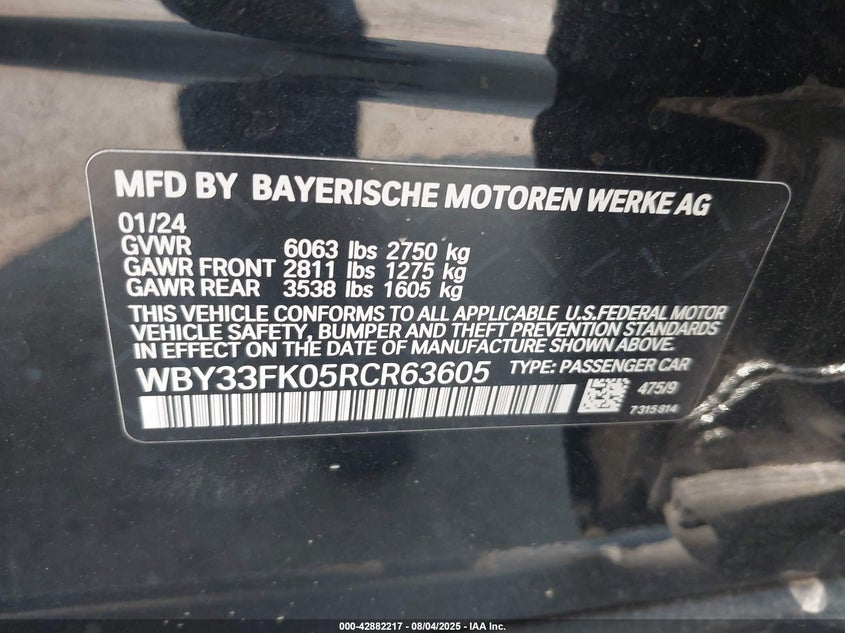 MFD BY BAYERISCHE MOTOREN WERKE AG
01/24
GVWR 6063 lbs 2750 kg
GAWR FRONT 2811 lbs 1275 kg
GAWR REAR 3538 lbs 1605 kg
THIS VEHICLE CONFORMS TO ALL APPLICABLE U.S.FEDERAL MOTOR
VEHICLE SAFETY, BUMPER AND THEFT PREVENTION STANDARDS
IN EFFECT ON THE DATE OF MANUFACTURE SHOWN ABOVE.
WBY33FK05RCR63605 TYPE: PASSENGER CAR
475/9
7315814
000-42882217 - 08/04/2025 - IAA Inc.